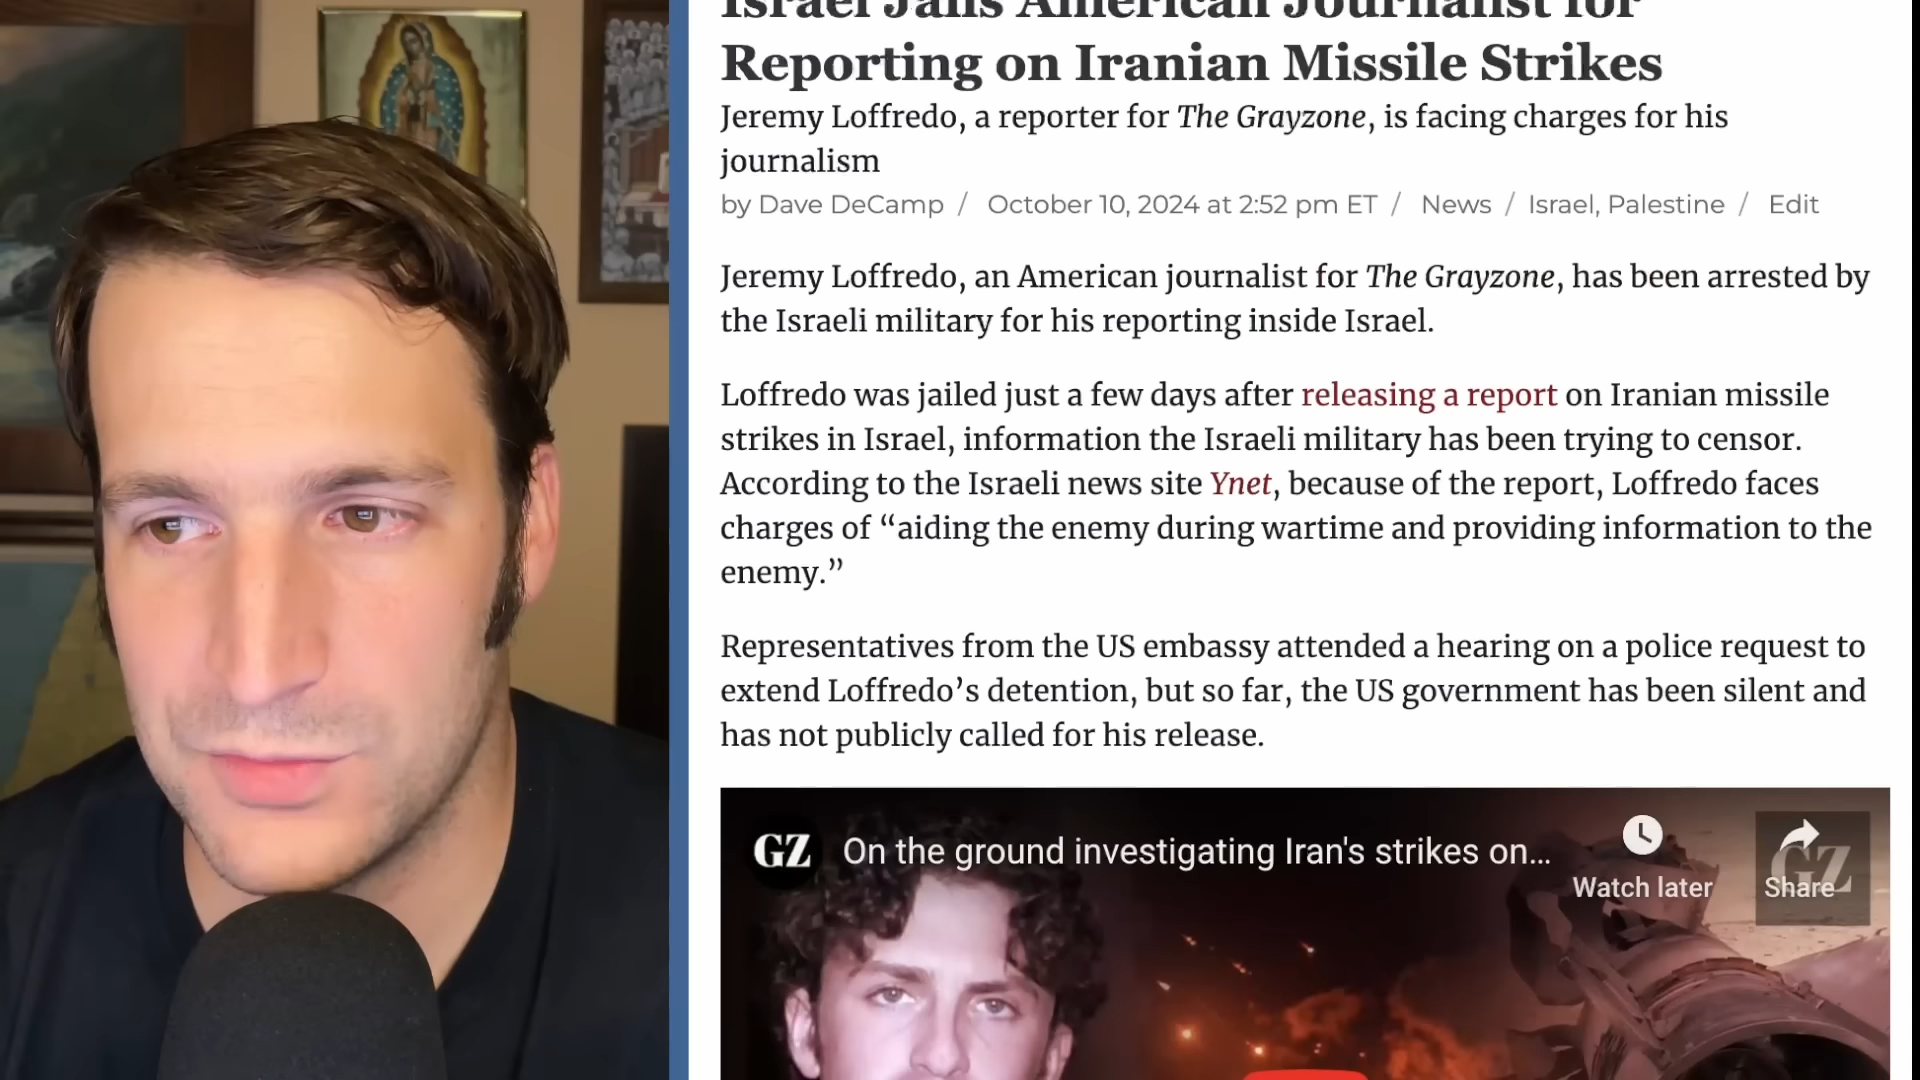 Israel Jails American Journalist for
Reporting on Iranian Missile Strikes
Jeremy Loffredo, a reporter for The Grayzone, is facing charges for his
journalism
by Dave DeCamp / October 10, 2024 at 2:52 pm ET / News / Israel, Palestine / Edit
Jeremy Loffredo, an American journalist for The Grayzone, has been arrested by
the Israeli military for his reporting inside Israel.
Loffredo was jailed just a few days after releasing a report on Iranian missile
strikes in Israel, information the Israeli military has been trying to censor.
According to the Israeli news site Ynet, because of the report, Loffredo faces
charges of “aiding the enemy during wartime and providing information to the
enemy.”
Representatives from the US embassy attended a hearing on a police request to
extend Loffredo’s detention, but so far, the US government has been silent and
has not publicly called for his release.
GZ On the ground investigating Iran's strikes on...
Watch later
Share
GZ